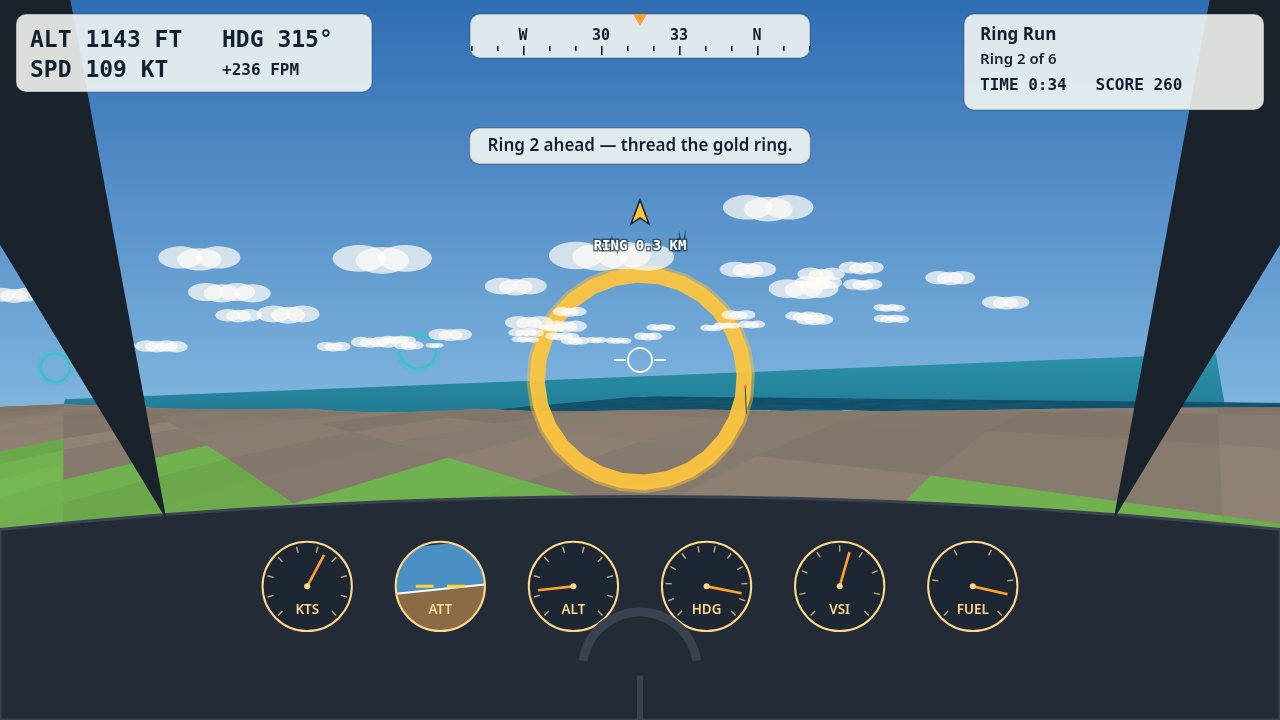 ALT 1143 FT HDG 315°
SPD 109 KT +236 FPM
W 30 33 N
Ring Run
Ring 2 of 6
TIME 0:34 SCORE 260
Ring 2 ahead — thread the gold ring.
RING 0.3 KM
KTS ATT ALT HDG VSI FUEL